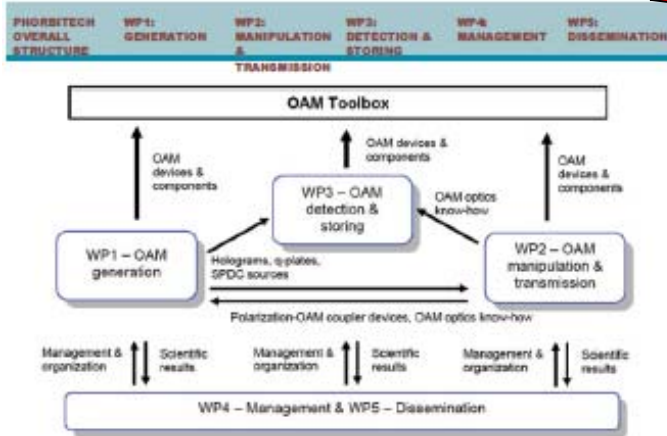 PHORBITECH
OVERALL
STRUCTURE
WP1:
GENERATION
WP2:
MANIPULATION
&
TRANSMISSION
WP3:
DETECTION &
STORING
WP4:
MANAGEMENT
WP5:
DISSEMINATION
OAM Toolbox
OAM
devices &
components
OAM devices &
components
OAM
devices &
components
WP3 – OAM
detection &
storing
OAM optics
know-how
WP1 – OAM
generation
WP2 – OAM
manipulation &
transmission
Holograms, q-plates,
SPDC sources
Polarization-OAM coupler devices, OAM optics know-how
Management &
organization
Scientific
results
Management &
organization
Scientific
results
Management &
organization
Scientific
results
WP4 – Management & WP5 – Dissemination